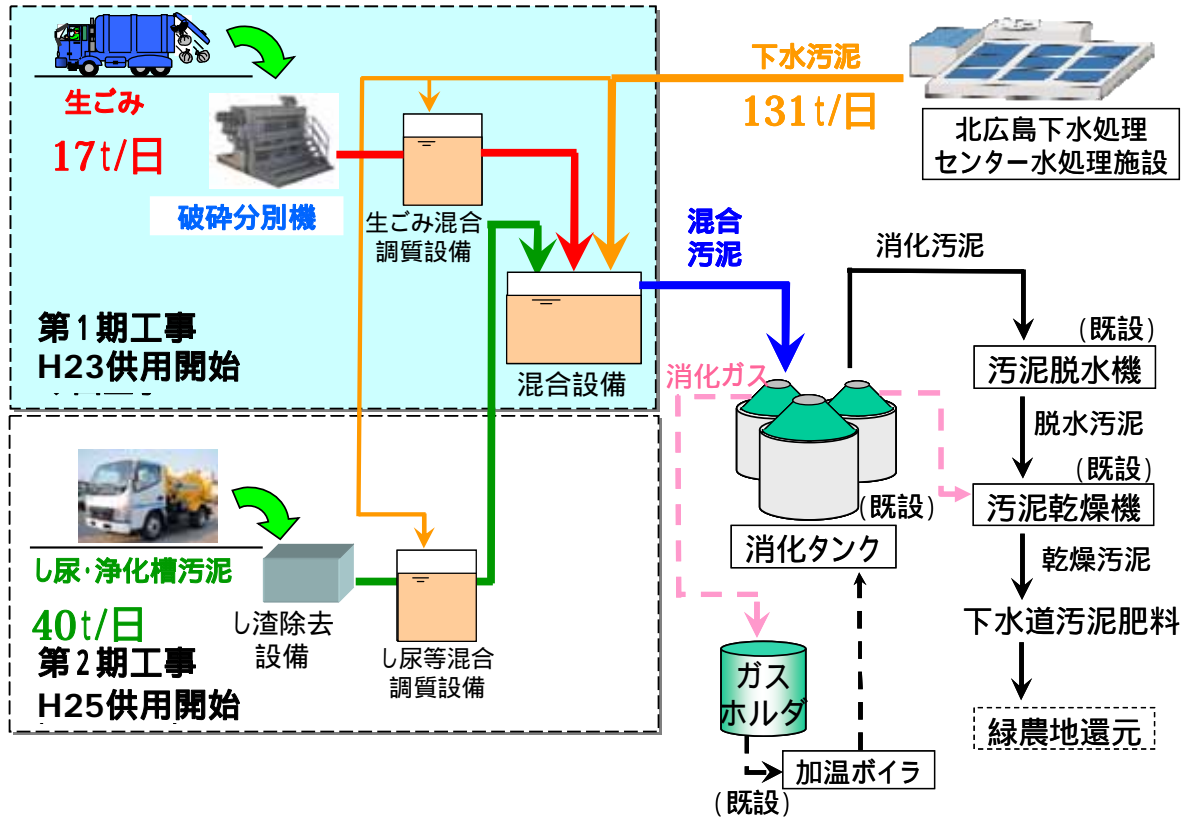 生ごみ
17t/日
破砕分別機
生ごみ混合
調質設備
第1期工事
H23供用開始
混合設備
下水汚泥
131t/日
北広島下水処理
センター水処理施設
混合
汚泥
消化汚泥
(既設)
汚泥脱水機
脱水汚泥
(既設)
汚泥乾燥機
乾燥汚泥
下水道汚泥肥料
緑農地還元
消化ガス
(既設)
消化タンク
ガス
ホルダ
(既設)
加温ボイラ
し尿・浄化槽汚泥
40t/日
し渣除去
設備
し尿等混合
調質設備
第2期工事
H25供用開始